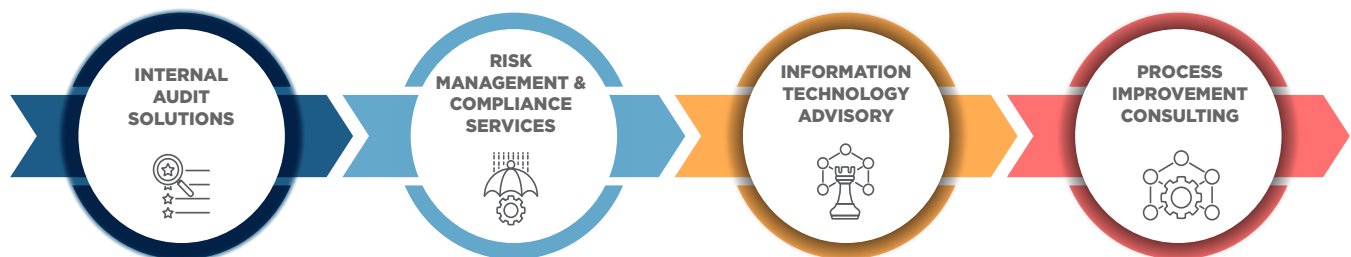 INTERNAL
AUDIT
SOLUTIONS
RISK
MANAGEMENT &
COMPLIANCE
SERVICES
INFORMATION
TECHNOLOGY
ADVISORY
PROCESS
IMPROVEMENT
CONSULTING